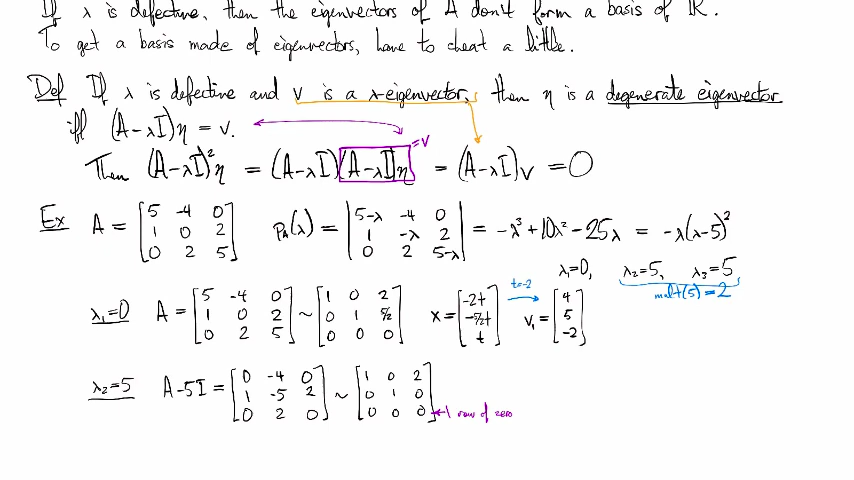 If λ is defective, then the eigenvectors of A don't form a basis of ℝ.
To get a basis made of eigenvectors, have to cheat a little.
Def If λ is defective and v is a λ-eigenvector, then η is a degenerate eigenvector
iff (A-λI)η = v.
Then (A-λI)²η = (A-λI)(A-λI)η = (A-λI)v = 0
=v
Ex A = [5 -4 0; 1 0 2; 0 2 5] p_A(λ) = |5-λ -4 0; 1 -λ 2; 0 2 5-λ| = -λ³+10λ²-25λ = -λ(λ-5)²
λ₁=0, λ₂=5, λ₃=5
mult(5)=2
λ₁=0 A = [5 -4 0; 1 0 2; 0 2 5] ~ [1 0 2; 0 1 5/2; 0 0 0] x = [-2t; -5/2t; t] t=-2 v₁ = [4; 5; -2]
λ₂=5 A-5I = [0 -4 0; 1 -5 2; 0 2 0] ~ [1 0 2; 0 1 0; 0 0 0] 1 row of zero